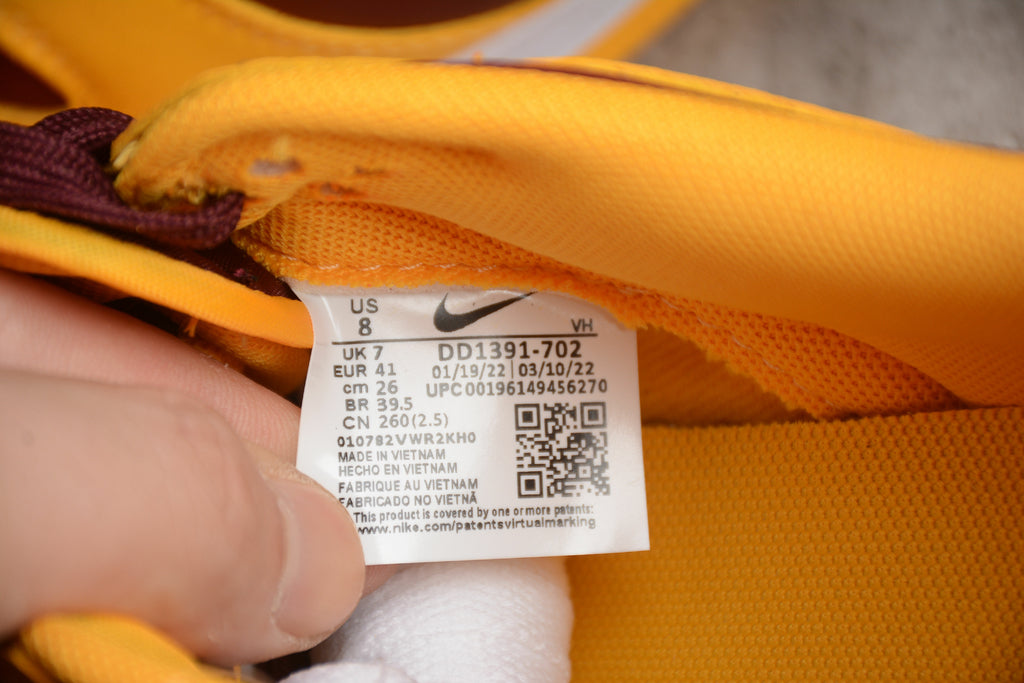 US
8
VH
UK 7
DD1391-702
EUR 41
01/19/22 | 03/10/22
cm 26
UPC00196149456270
BR 39.5
CN 260(2.5)
010782VWR2KH0
MADE IN VIETNAM
HECHO EN VIETNAM
FABRIQUE AU VIETNAM
FABRICADO NO VIETNÃ
This product is covered by one or more patents:
www.nike.com/patentsvirtualmarking